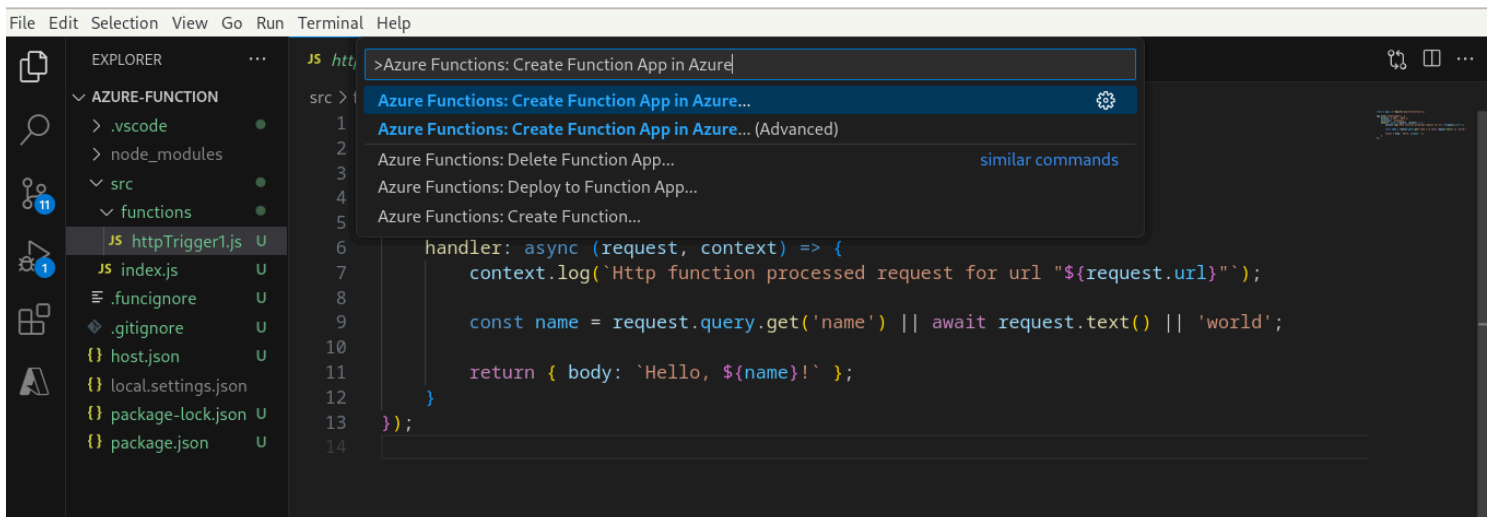 File Edit Selection View Go Run Terminal Help
EXPLORER ...
AZURE-FUNCTION
> .vscode
> node_modules
src
functions
JS httpTrigger1.js U
JS index.js U
.funcignore U
.gitignore U
{} host.json U
{} local.settings.json
{} package-lock.json U
{} package.json U
11
1
JS htt
src >
>Azure Functions: Create Function App in Azure
Azure Functions: Create Function App in Azure...
Azure Functions: Create Function App in Azure... (Advanced)
Azure Functions: Delete Function App... similar commands
Azure Functions: Deploy to Function App...
Azure Functions: Create Function...
1
2
3
4
5
6 handler: async (request, context) => {
7 context.log(`Http function processed request for url "${request.url}"`);
8
9 const name = request.query.get('name') || await request.text() || 'world';
10
11 return { body: `Hello, ${name}!` };
12 }
13 });
14